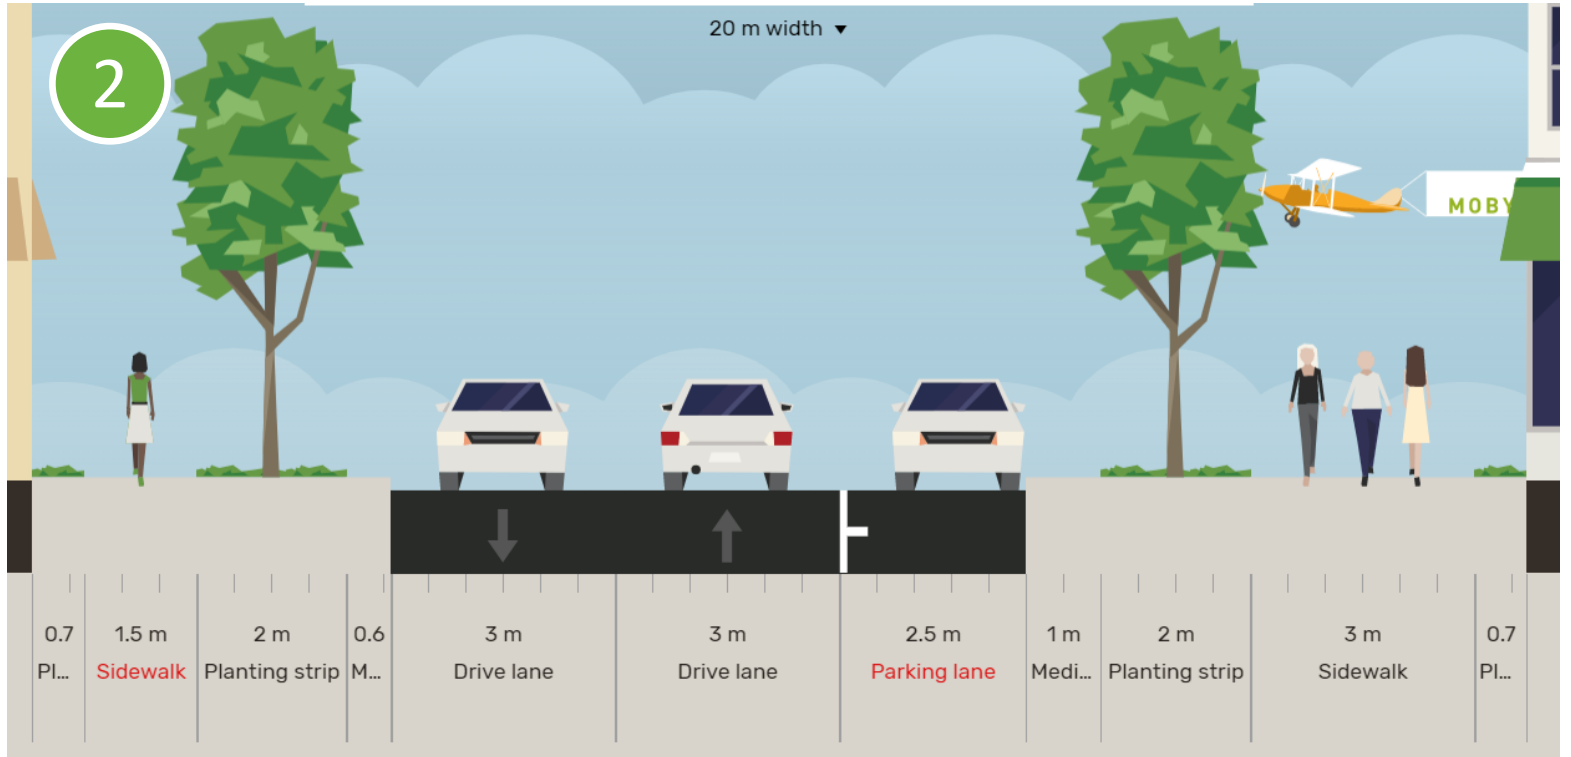 20 m width
2
MOBY
0.7 1.5 m 2 m 0.6 3 m 3 m 2.5 m 1 m 2 m 3 m 0.7
Pl... Sidewalk Planting strip M... Drive lane Drive lane Parking lane Medi... Planting strip Sidewalk Pl...